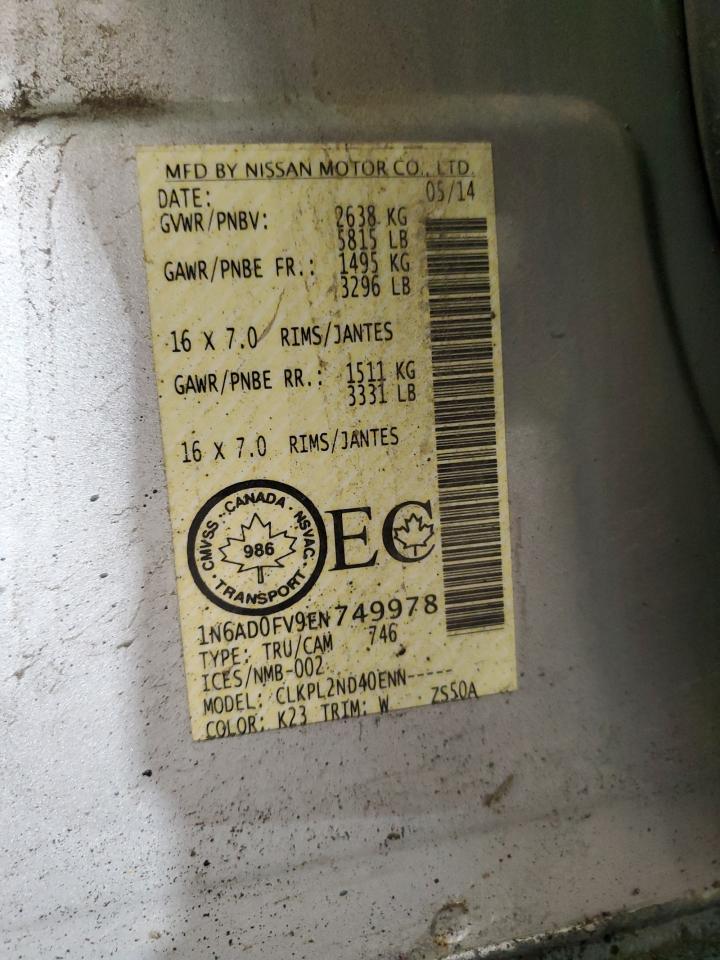 MFD BY NISSAN MOTOR CO., LTD.
DATE: 05/14
GVWR/PNBV: 2638 KG
5815 LB
GAWR/PNBE FR.: 1495 KG
3296 LB
16 X 7.0 RIMS/JANTES
GAWR/PNBE RR.: 1511 KG
3331 LB
16 X 7.0 RIMS/JANTES
CMVSS · CANADA · NSVAC · TRANSPORT ·
986
EC
1N6AD0FV9EN749978
TYPE: TRU/CAM 746
ICES/NMB-002
MODEL: CLKPL2ND40ENN-----
COLOR: K23 TRIM: W ZS50A